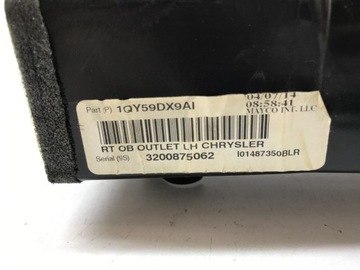 Part (P) 1QY59DX9AI
04/07/14
08:58:41
MAYCO INT. LLC
RT OB OUTLET LH CHRYSLER
Serial (9S) 3200875062 I01487350BLR